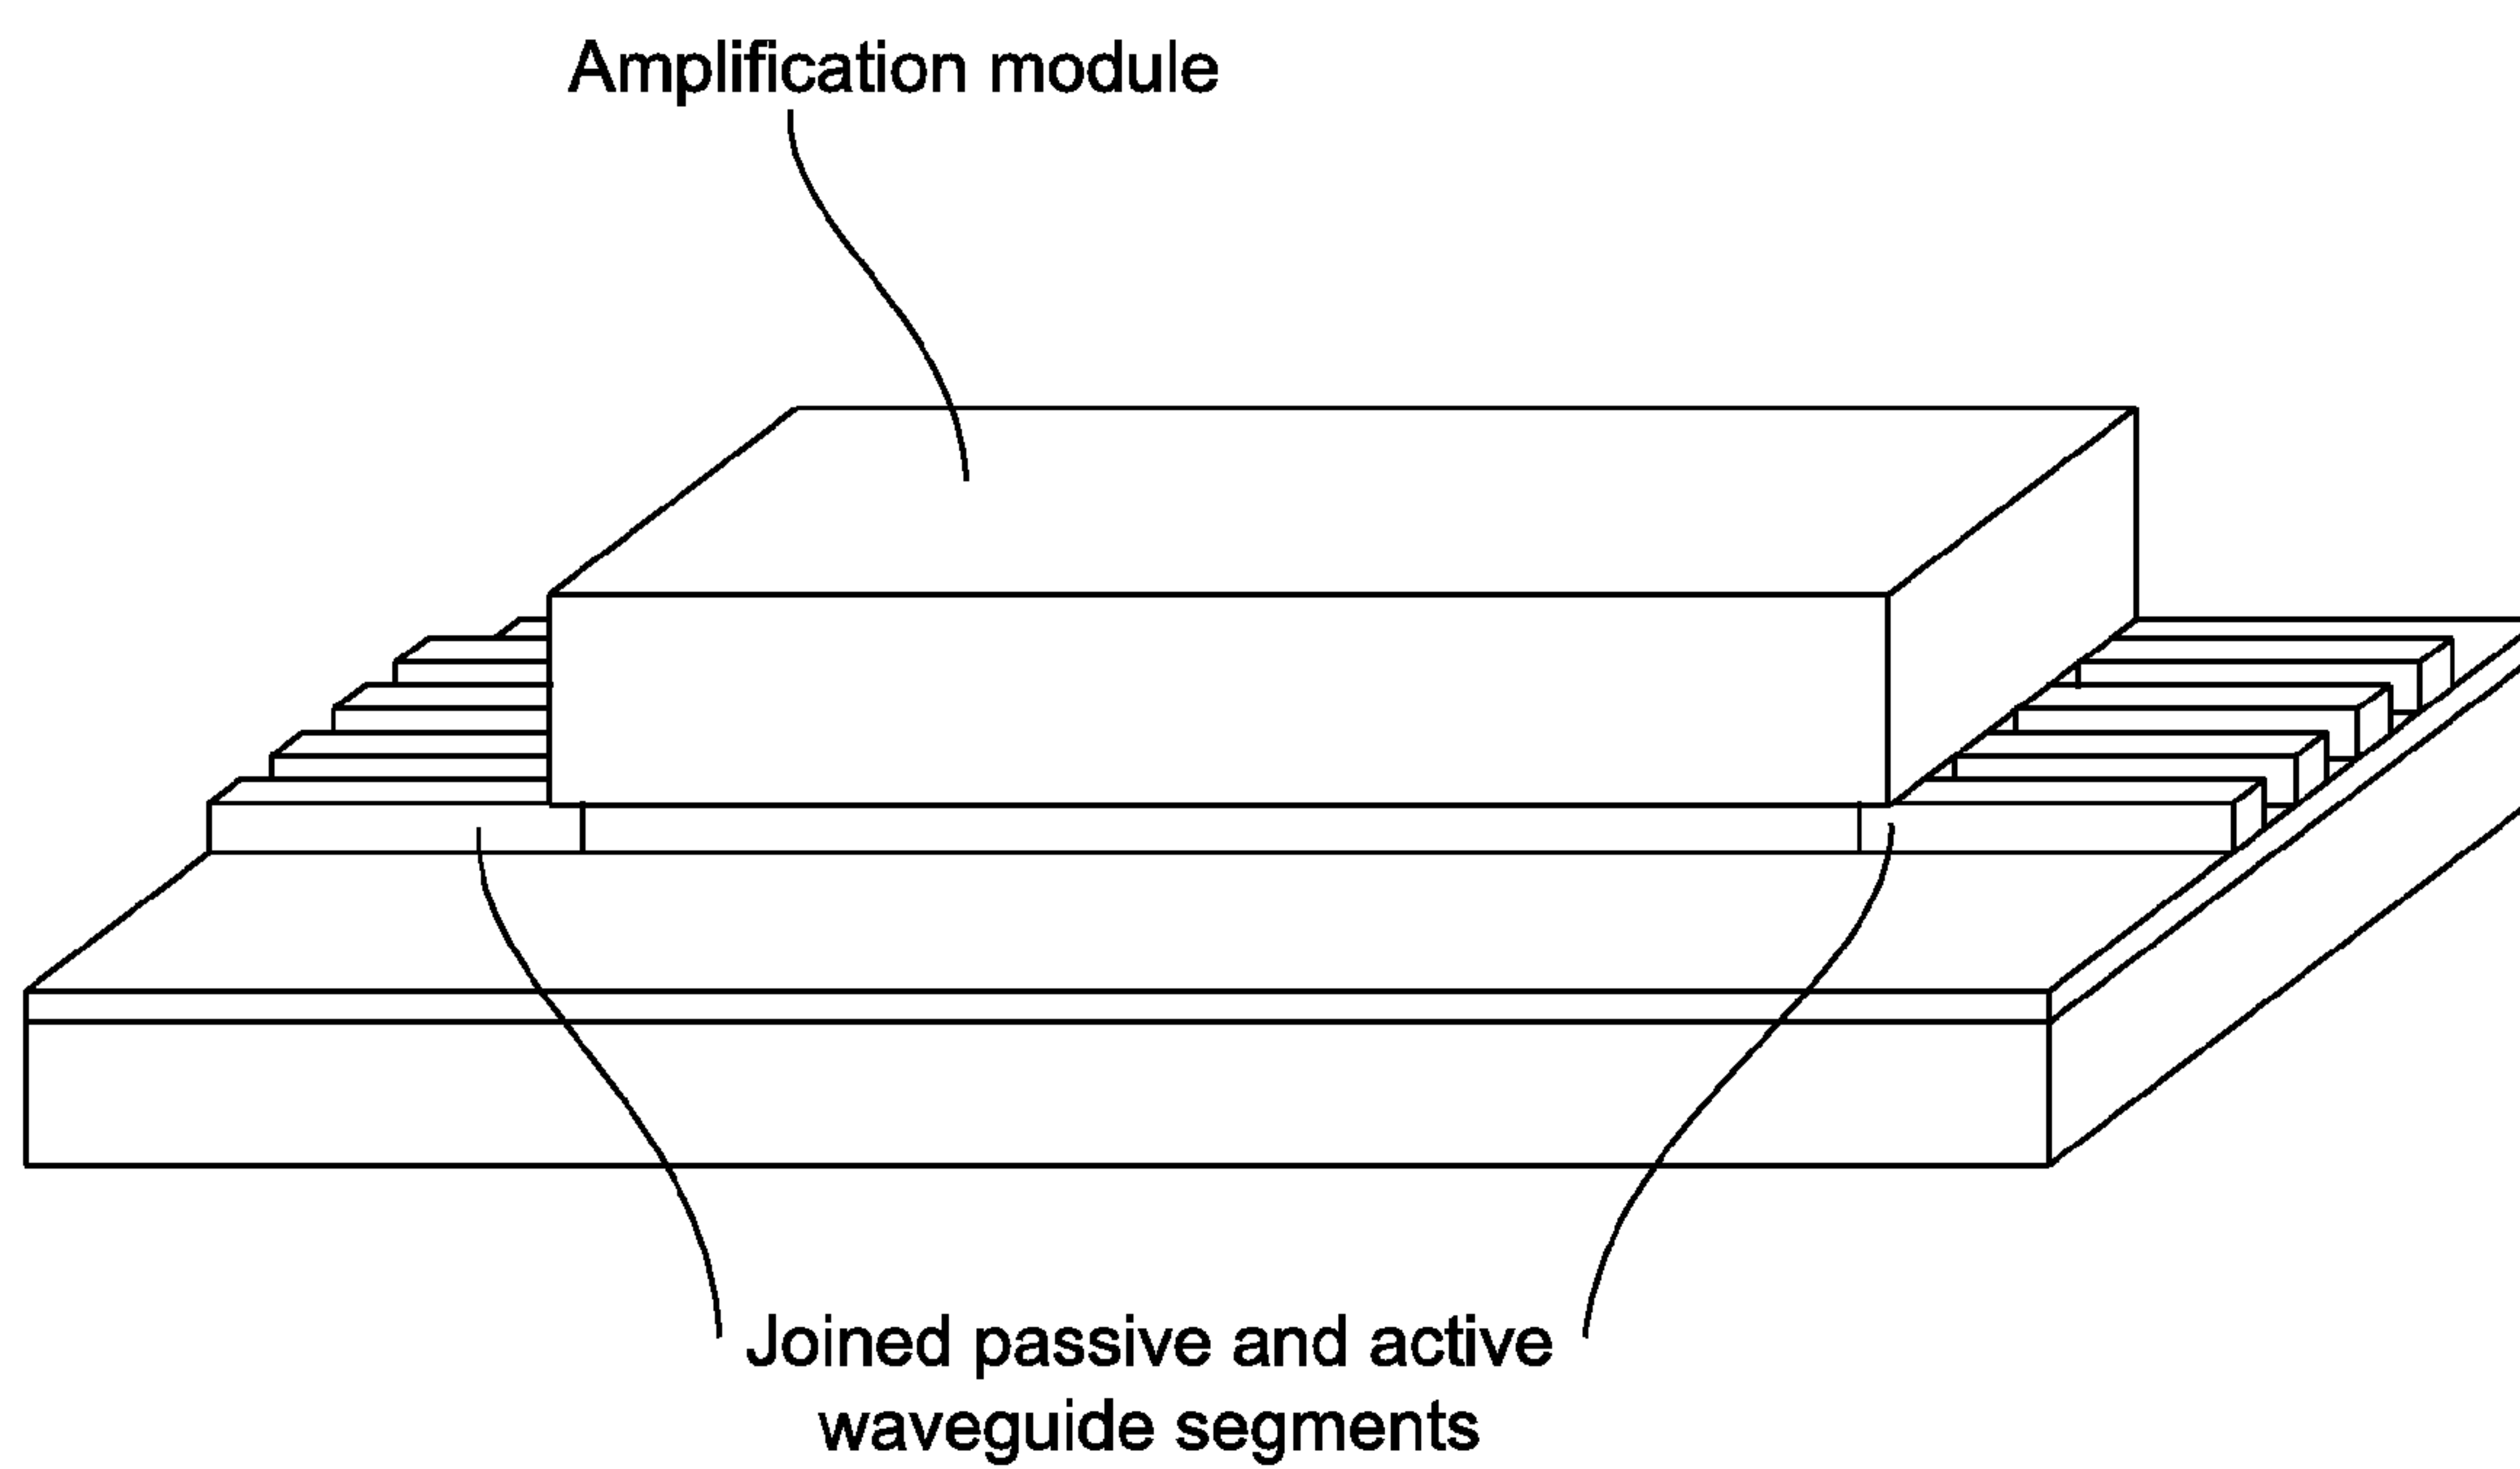 Amplification module
Joined passive and active
waveguide segments